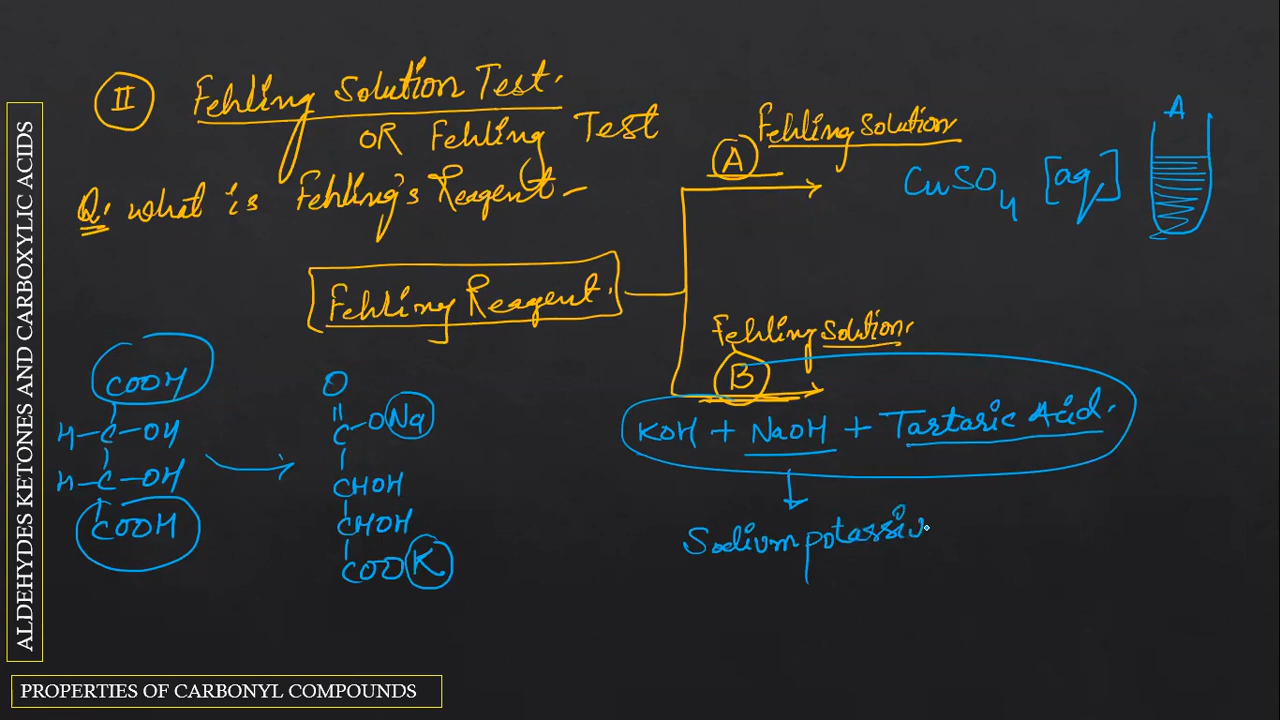 ALDEHYDES KETONES AND CARBOXYLIC ACIDS
II Fehling Solution Test.
OR Fehling Test
Q. what is Fehling's Reagent -
Fehling Reagent.
A Fehling Solution
CuSO4 [aq]
A
Fehling Solution.
B
KOH + NaOH + Tartaric Acid.
Sodium potassiu
COOH
H-C-OH
H-C-OH
COOH
O
C-ONa
CHOH
CHOH
COOK
PROPERTIES OF CARBONYL COMPOUNDS